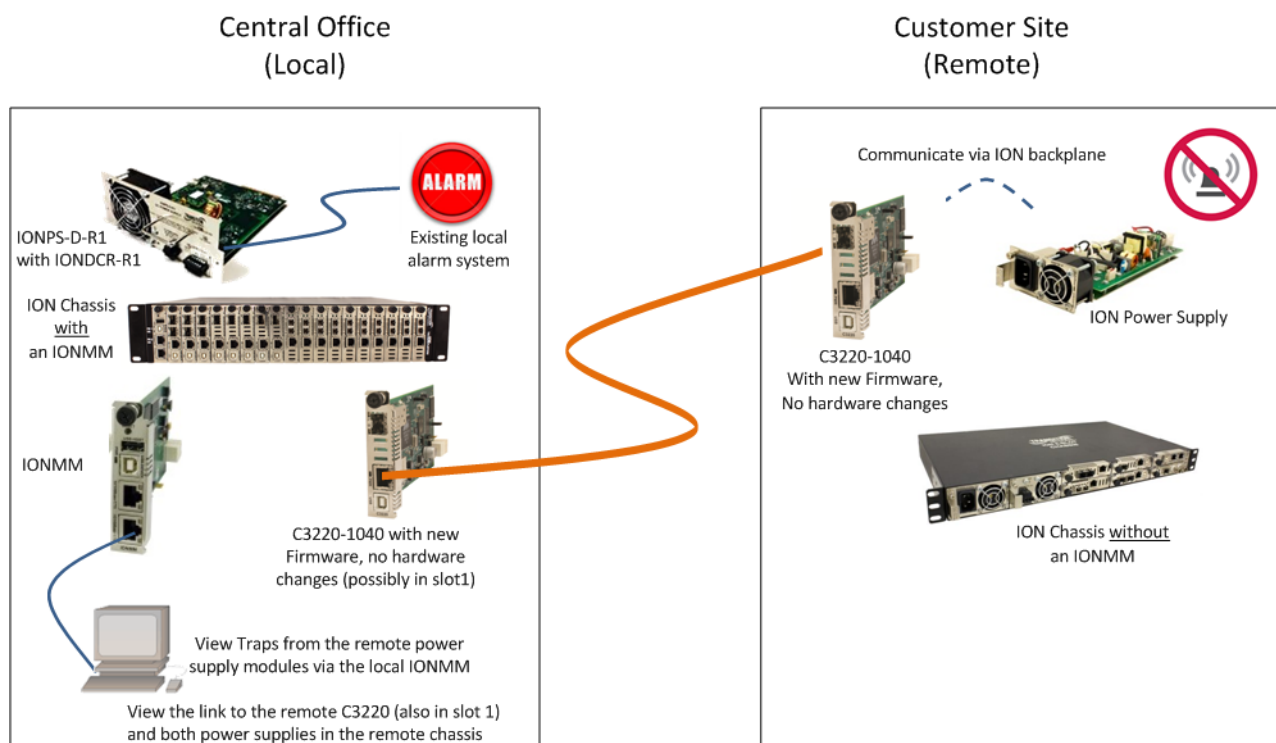 Central Office
(Local)
Customer Site
(Remote)
ALARM
IONPS-D-R1
with IONDCR-R1
Existing local
alarm system
ION Chassis
with
an IONMM
IONMM
C3220-1040 with new
Firmware, no hardware
changes (possibly in slot1)
View Traps from the remote power
supply modules via the local IONMM
View the link to the remote C3220 (also in slot 1)
and both power supplies in the remote chassis
Communicate via ION backplane
ION Power Supply
C3220-1040
With new Firmware,
No hardware changes
ION Chassis without
an IONMM